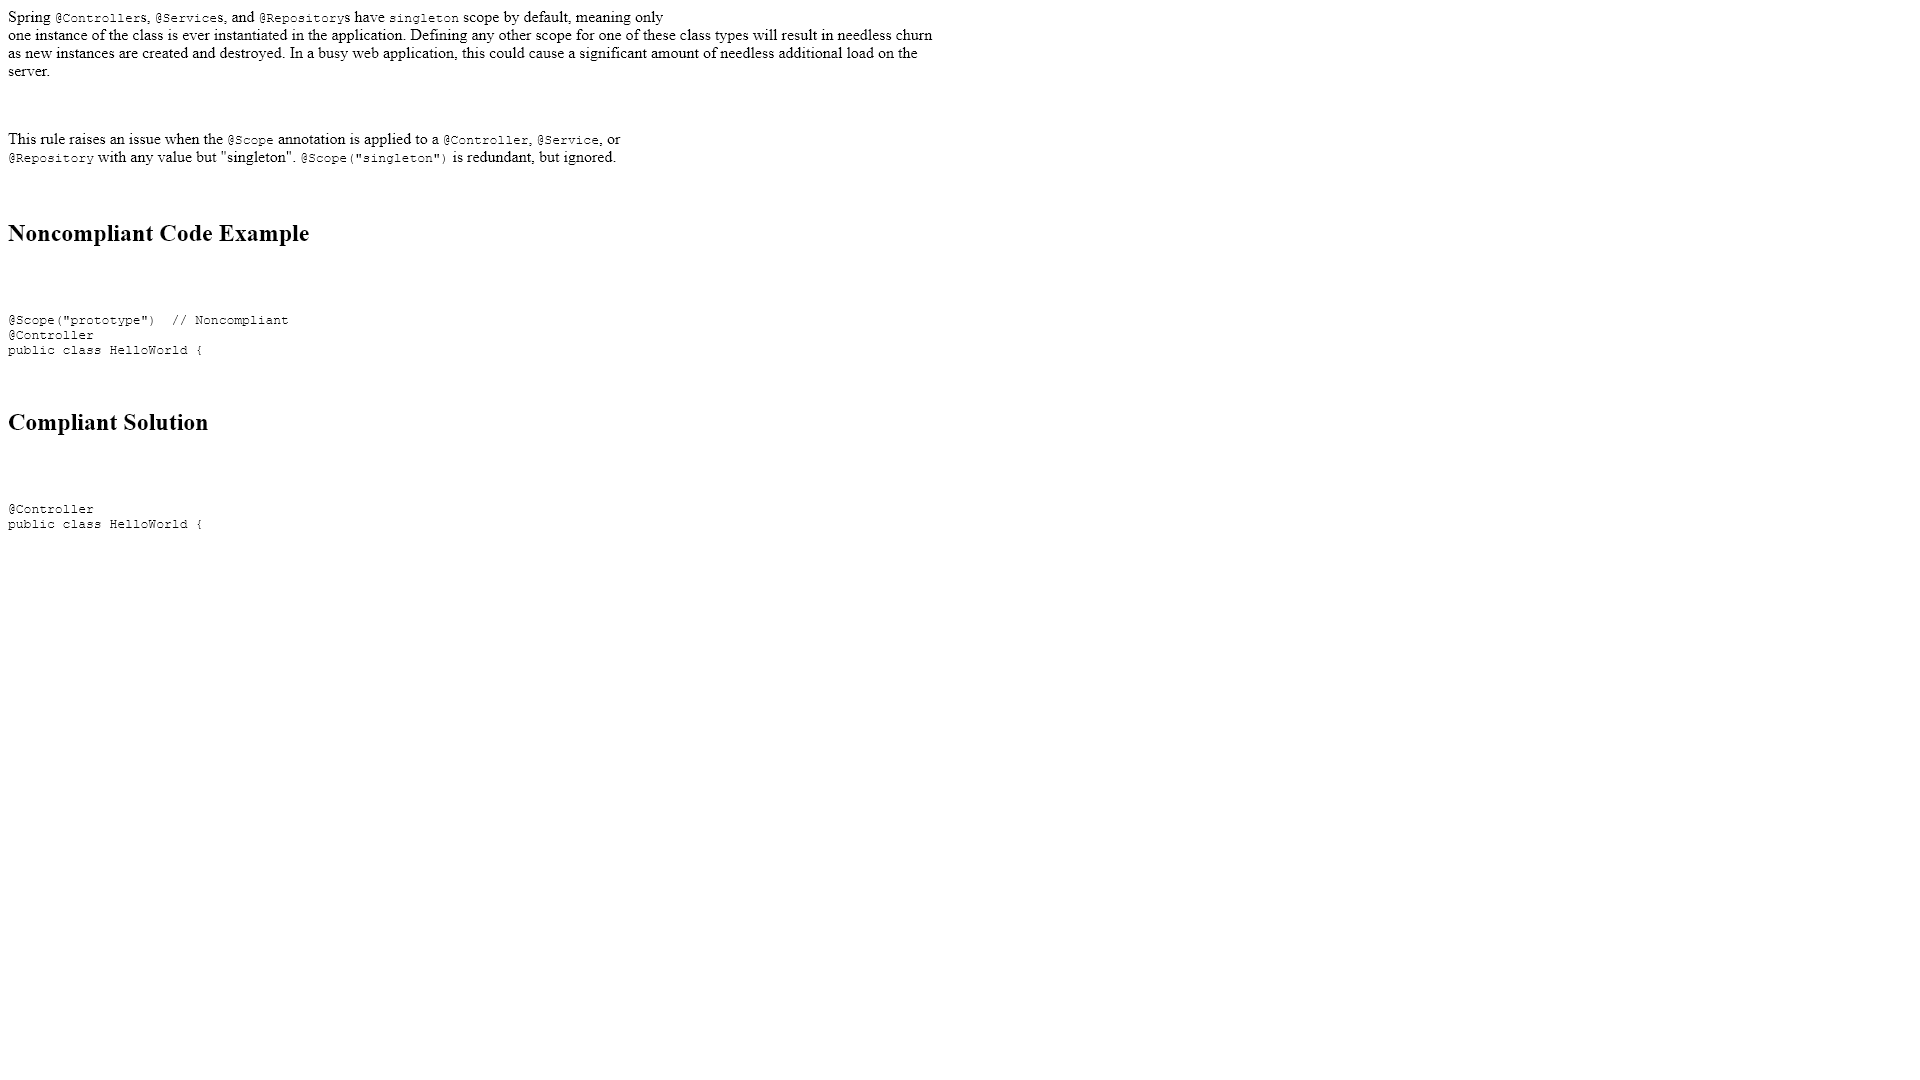 Spring @Controllers, @Services, and @Repositorys have singleton scope by default, meaning only
one instance of the class is ever instantiated in the application. Defining any other scope for one of these class types will result in needless churn
as new instances are created and destroyed. In a busy web application, this could cause a significant amount of needless additional load on the
server.
This rule raises an issue when the @Scope annotation is applied to a @Controller, @Service, or
@Repository with any value but "singleton". @Scope("singleton") is redundant, but ignored.
Noncompliant Code Example
@Scope("prototype")  // Noncompliant
@Controller
public class HelloWorld {
Compliant Solution
@Controller
public class HelloWorld {